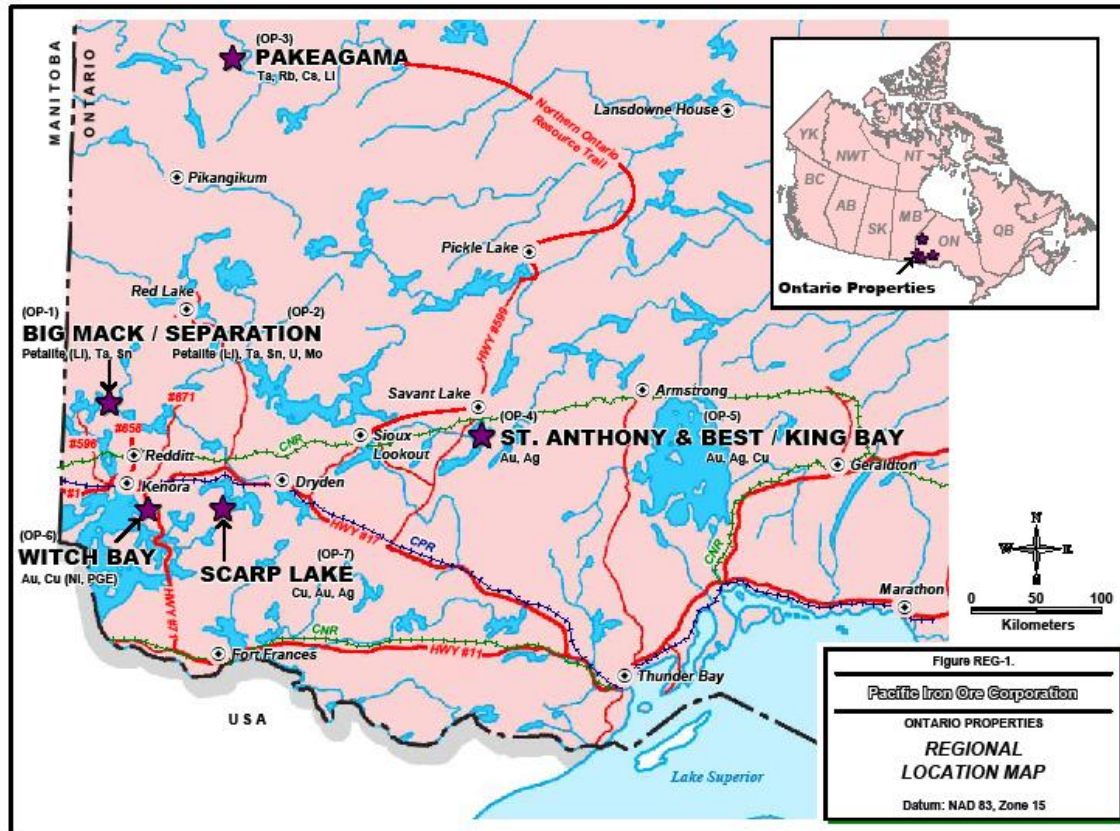 MANITOBA
ONTARIO
(OP-3)
PAKEAGAMA
Ta, Rb, Cs, Li
Northern Ontario
Resource Trail
Lansdowne House
Pikangikum
Pickle Lake
YK
NWT
NT
BC
AB
SK
MB
ON
QB
Ontario Properties
Red Lake
(OP-1)
(OP-2)
BIG MACK / SEPARATION
Petalite (Li), Ta, Sn
Petalite (Li), Ta, Sn, U, Mo
HWY #599
#671
#658
#596
Savant Lake
Armstrong
(OP-4)
(OP-5)
ST. ANTHONY & BEST / KING BAY
Au, Ag
Au, Ag, Cu
CNR
Sioux
Lookout
Redditt
Geraldton
#1
Kenora
Dryden
HWY #17
CPR
CNR
(OP-6)
WITCH BAY
Au, Cu (Ni, PGE)
(OP-7)
SCARP LAKE
Cu, Au, Ag
HWY #71
Marathon
N
W
E
S
0 50 100
Kilometers
CNR
Fort Frances
HWY #11
Thunder Bay
USA
Lake Superior
Figure REG-1.
Pacific Iron Ore Corporation
ONTARIO PROPERTIES
REGIONAL
LOCATION MAP
Datum: NAD 83, Zone 15